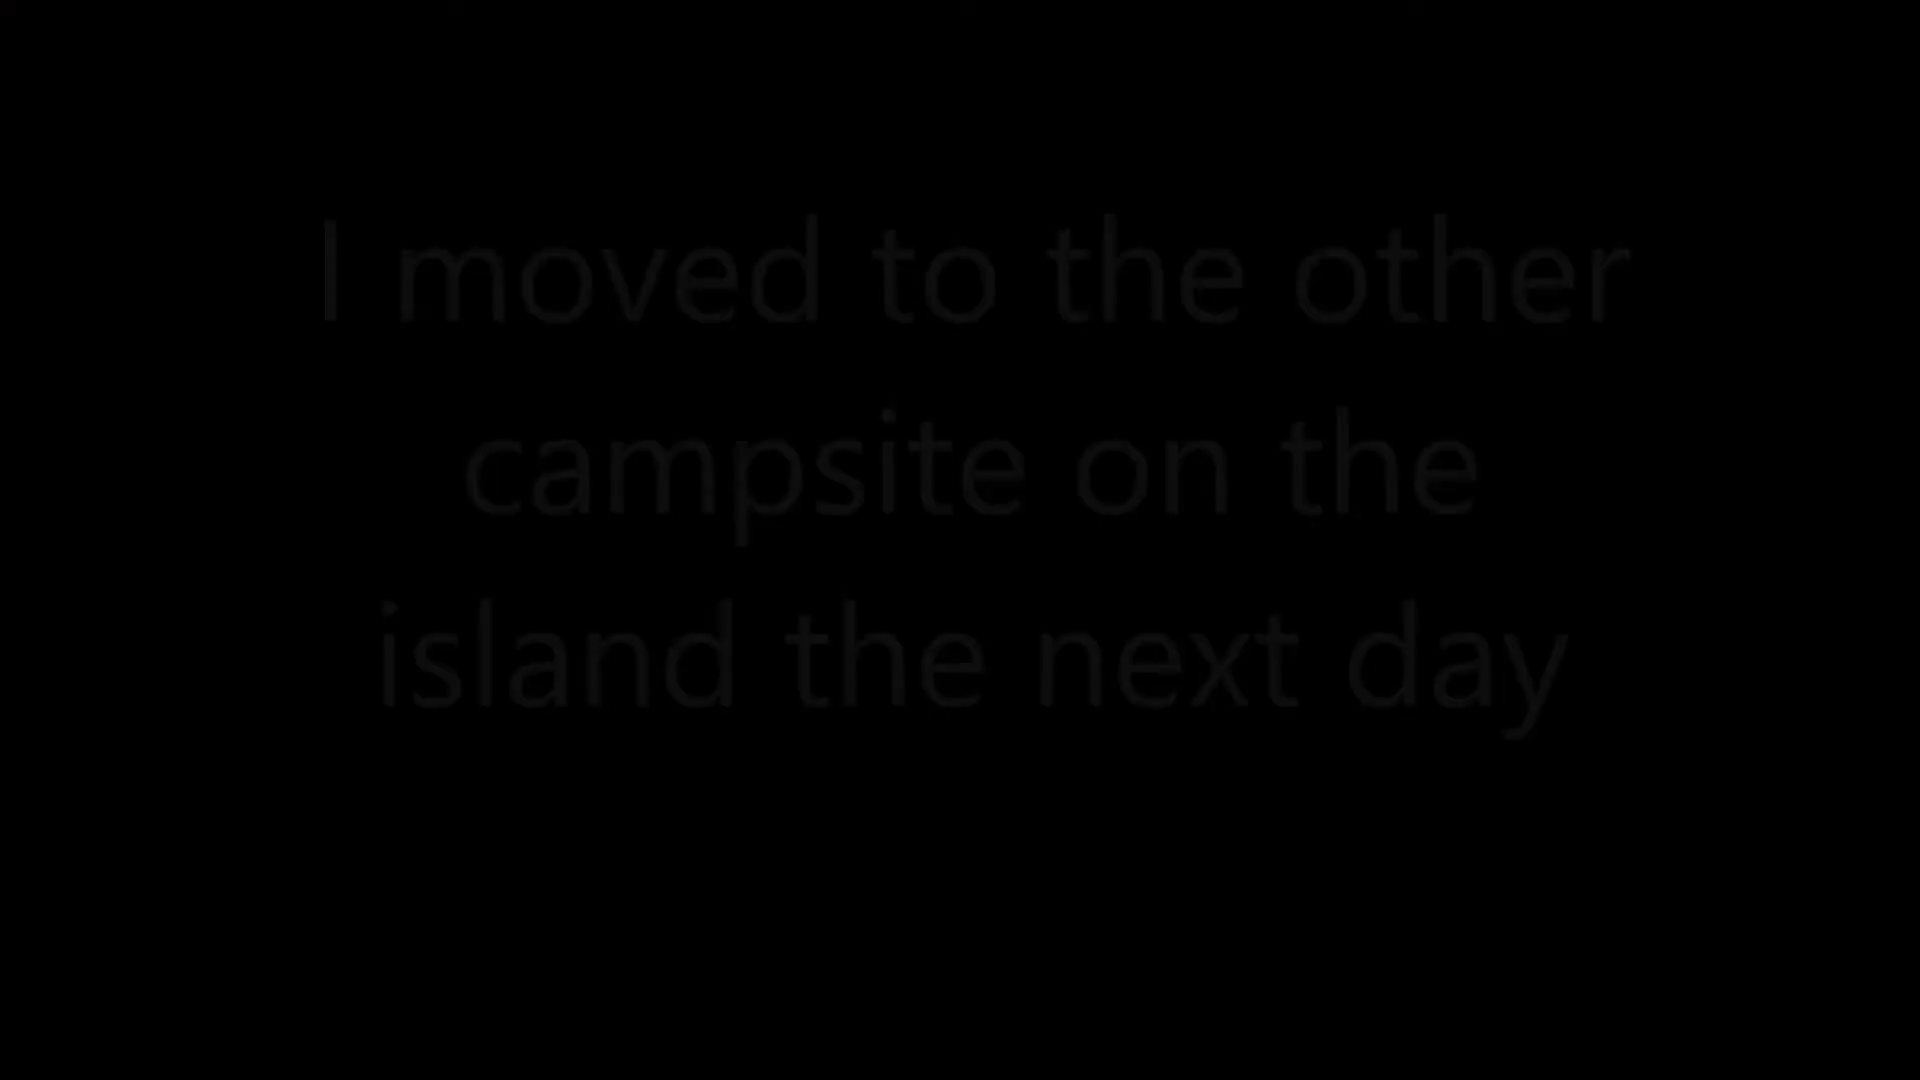 I moved to the other
campsite on the
island the next day